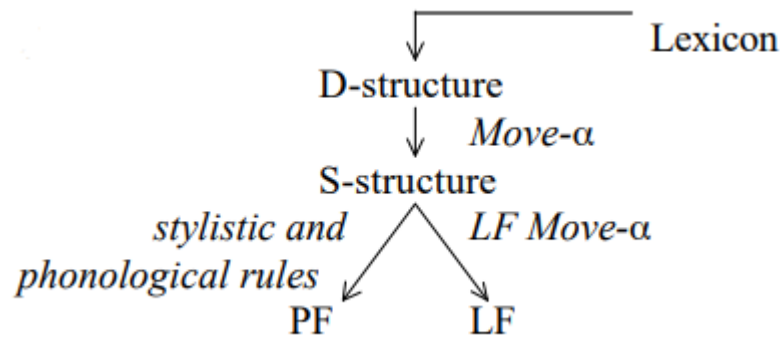 Lexicon
D-structure
Move-α
S-structure
stylistic and LF Move-α
phonological rules
PF LF